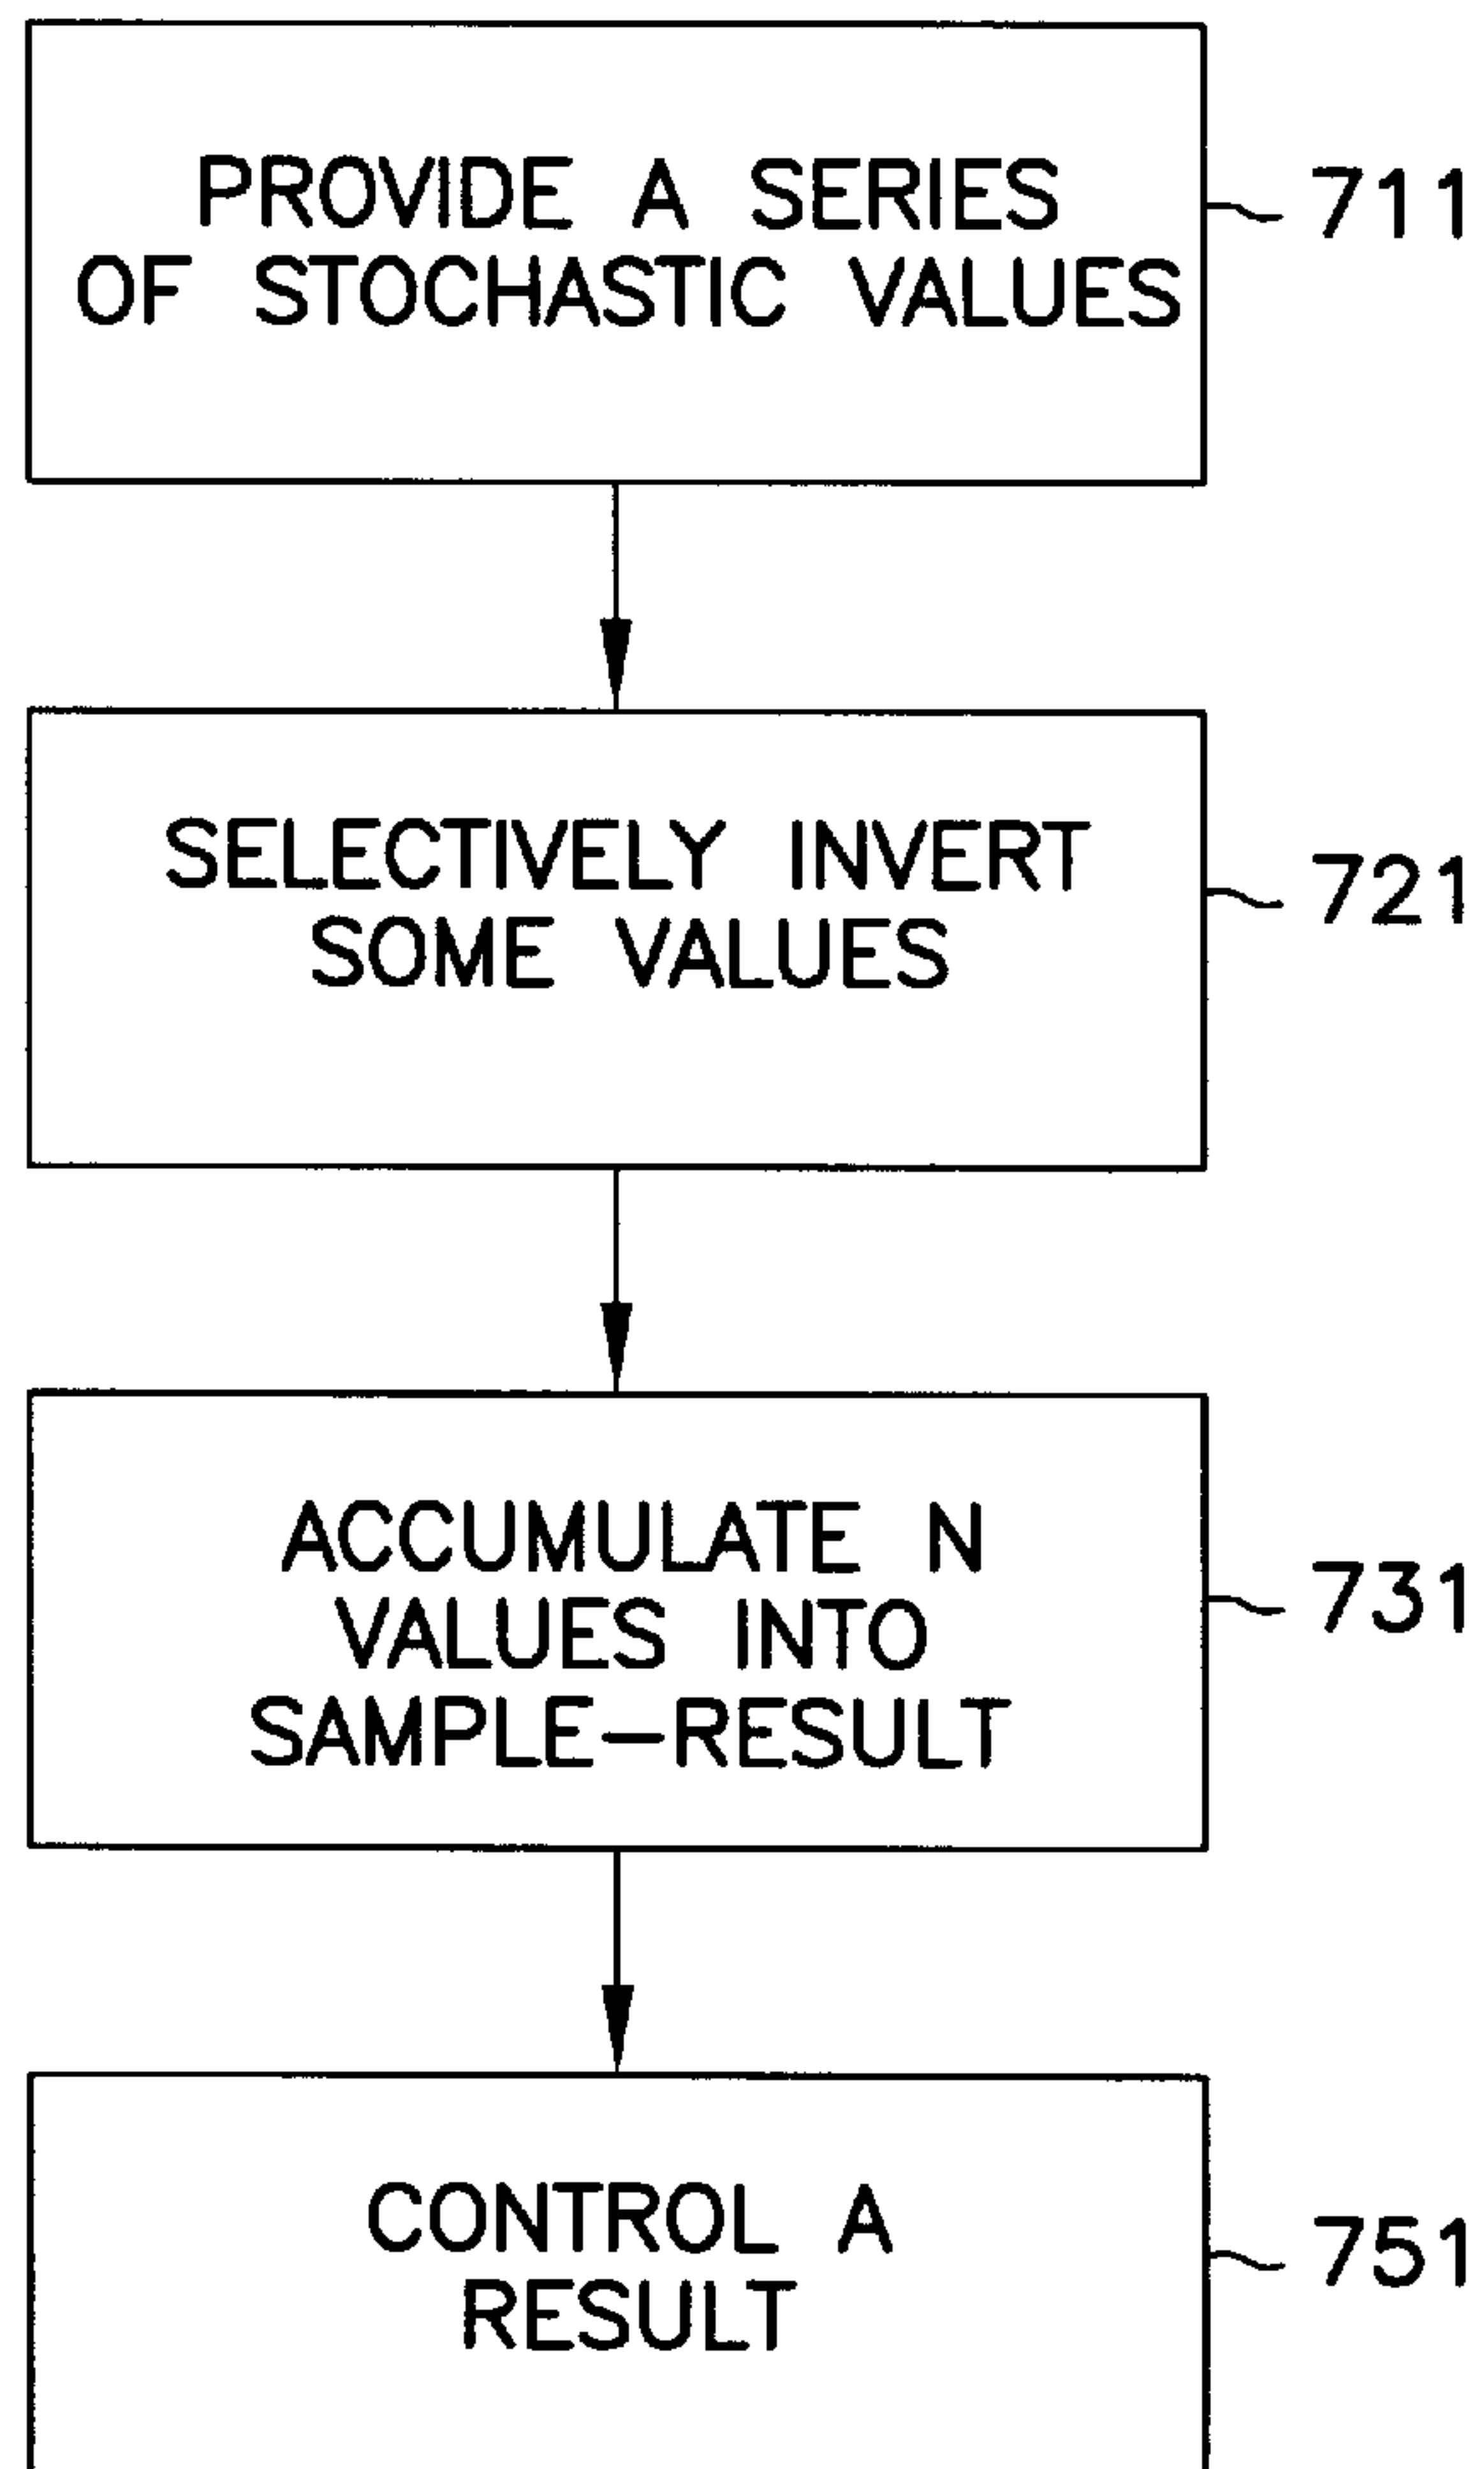 PROVIDE A SERIES
OF STOCHASTIC VALUES
711
SELECTIVELY INVERT
SOME VALUES
721
ACCUMULATE N
VALUES INTO
SAMPLE-RESULT
731
CONTROL A
RESULT
751